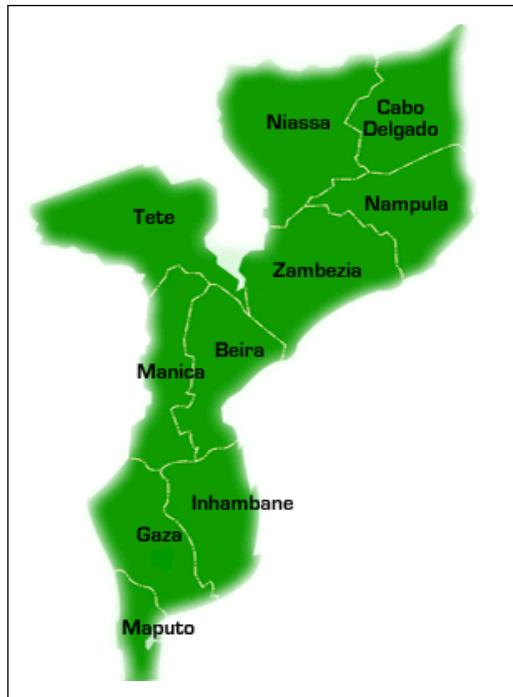 Cabo
Delgado
Niassa
Nampula
Tete
Zambezia
Beira
Manica
Inhambane
Gaza
Maputo